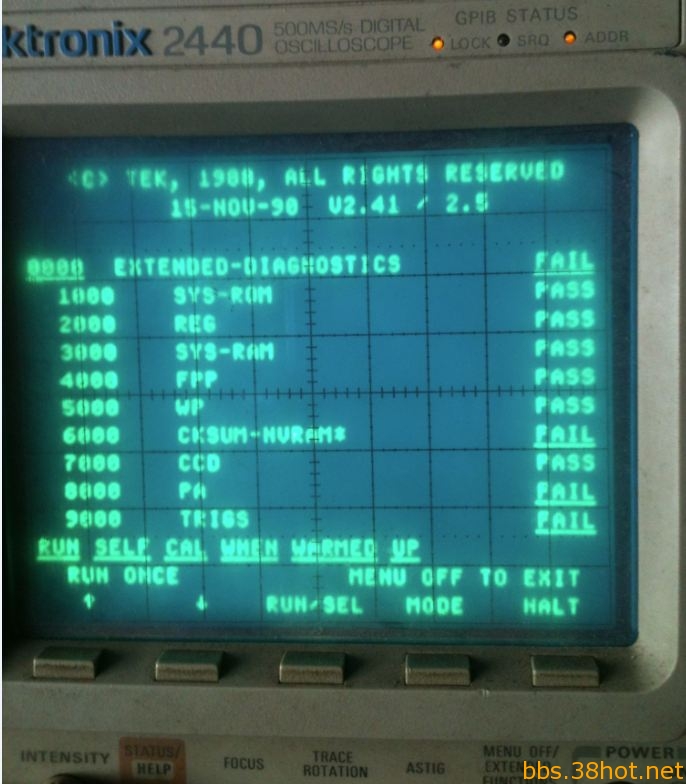 ktronix 2440 500MS/s DIGITAL OSCILLOSCOPE
GPIB STATUS
LOCK SRQ ADDR
<C> TEK, 1988, ALL RIGHTS RESERVED
15-NOV-90 V2.41 / 2.5
0000 EXTENDED-DIAGNOSTICS FAIL
1000 SYS-ROM PASS
2000 REG PASS
3000 SYS-RAM PASS
4000 FPP PASS
5000 WP PASS
6000 CKSUM-NVRAM* FAIL
7000 CCD PASS
8000 PA FAIL
9000 TRIGS FAIL
RUN SELF CAL WHEN WARMED UP
RUN ONCE MENU OFF TO EXIT
↑ ↓ RUN/SEL MODE HALT
INTENSITY STATUS/ HELP FOCUS TRACE ROTATION ASTIG MENU OFF/ POWER
bbs.38hot.net